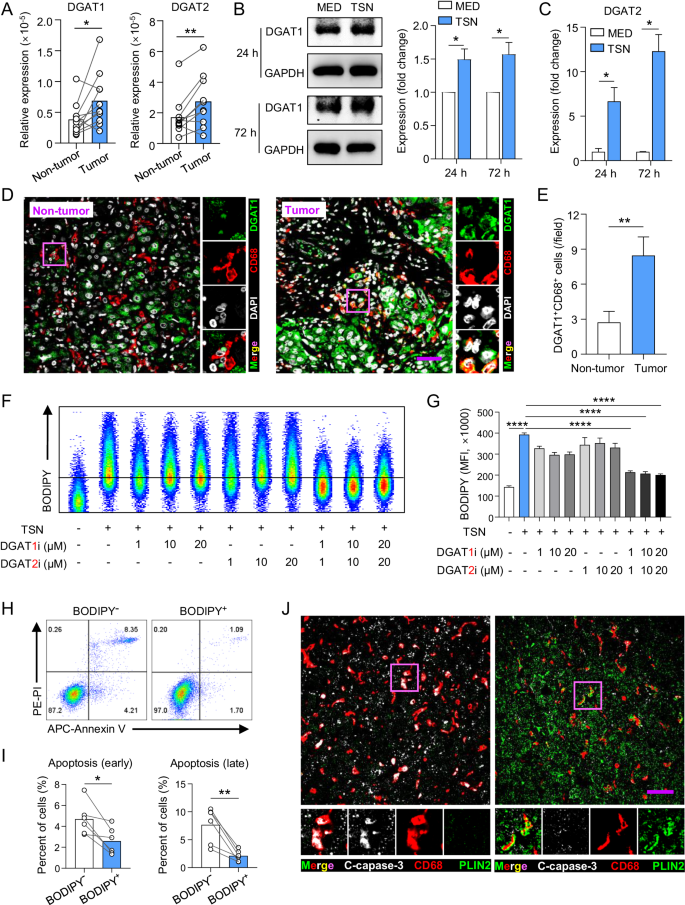 A
DGAT1
Relative expression (×10-5)
2.0
1.5
1.0
0.5
0.0
*
Non-tumor
Tumor
DGAT2
Relative expression (×10-5)
8
6
4
2
0
**
Non-tumor
Tumor
B
MED TSN
24 h
DGAT1
GAPDH
72 h
DGAT1
GAPDH
MED
TSN
Expression (fold change)
2.0
1.5
1.0
0.5
0.0
*
*
24 h
72 h
C
DGAT2
MED
TSN
Expression (fold change)
15
10
5
0
*
*
24 h
72 h
D
Non-tumor
DGAT1
CD68
DAPI
Merge
Tumor
DGAT1
CD68
DAPI
Merge
E
DGAT1+CD68+ cells (/field)
12
9
6
3
0
**
Non-tumor
Tumor
F
BODIPY
TSN - + + + + + + + + + +
DGAT1i (μM) 1 10 20 1 10 20
DGAT2i (μM) 1 10 20 1 10 20
G
BODIPY (MFI, ×1000)
500
400
300
200
100
0
****
****
****
****
TSN - + + + + + + + + + +
DGAT1i (μM) 1 10 20 1 10 20
DGAT2i (μM) 1 10 20 1 10 20
H
BODIPY-
BODIPY+
PE-PI
0.26 8.35
87.2 4.21
0.20 1.09
97.0 1.70
APC-Annexin V
I
Apoptosis (early)
Percent of cells (%)
8
6
4
2
0
*
BODIPY-
BODIPY+
Apoptosis (late)
Percent of cells (%)
15
10
5
0
**
BODIPY-
BODIPY+
J
Merge C-capase-3 CD68 PLIN2
Merge C-capase-3 CD68 PLIN2